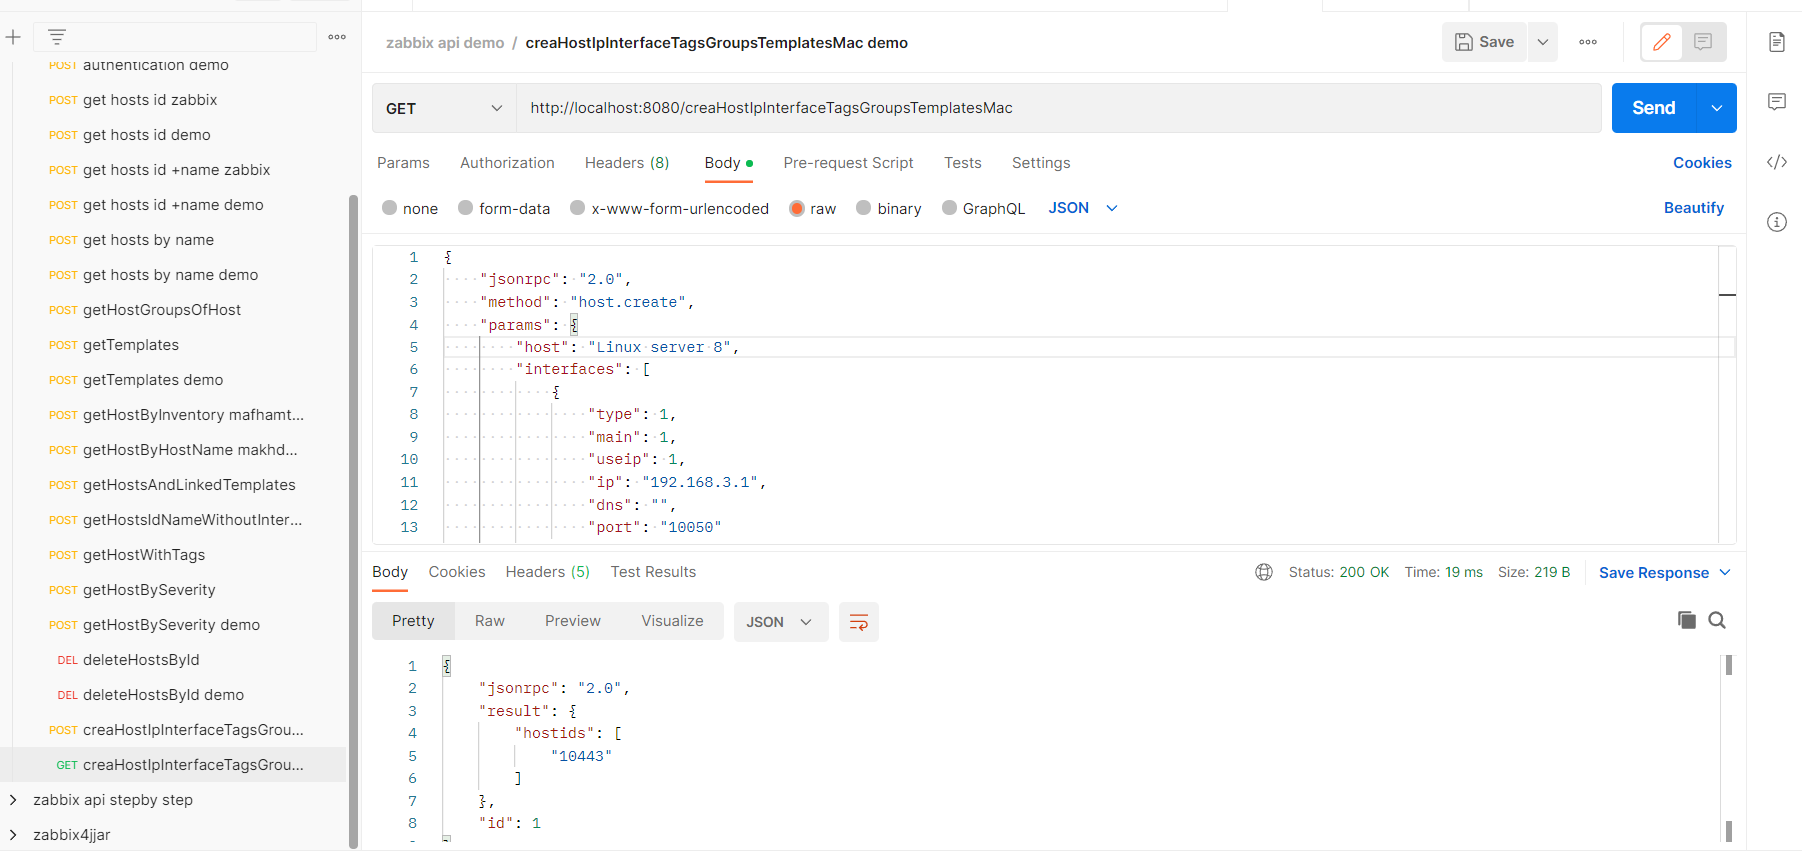 zabbix api demo / creaHostIpInterfaceTagsGroupsTemplatesMac demo
Save
POST authentication demo
POST get hosts id zabbix
POST get hosts id demo
POST get hosts id +name zabbix
POST get hosts id +name demo
POST get hosts by name
POST get hosts by name demo
POST getHostGroupsOfHost
POST getTemplates
POST getTemplates demo
POST getHostByInventory mafhamt...
POST getHostByHostName makhd...
POST getHostsAndLinkedTemplates
POST getHostsIdNameWithoutInter...
POST getHostWithTags
POST getHostBySeverity
POST getHostBySeverity demo
DEL deleteHostsById
DEL deleteHostsById demo
POST creaHostIpInterfaceTagsGrou...
GET creaHostIpInterfaceTagsGrou...
zabbix api stepby step
zabbix4jjar
GET http://localhost:8080/creaHostIpInterfaceTagsGroupsTemplatesMac Send
Params Authorization Headers (8) Body Pre-request Script Tests Settings Cookies
none form-data x-www-form-urlencoded raw binary GraphQL JSON Beautify
1 {
2 "jsonrpc": "2.0",
3 "method": "host.create",
4 "params": {
5 "host": "Linux server 8",
6 "interfaces": [
7 {
8 "type": 1,
9 "main": 1,
10 "useip": 1,
11 "ip": "192.168.3.1",
12 "dns": "",
13 "port": "10050"
Body Cookies Headers (5) Test Results Status: 200 OK Time: 19 ms Size: 219 B Save Response
Pretty Raw Preview Visualize JSON
1 {
2 "jsonrpc": "2.0",
3 "result": {
4 "hostids": [
5 "10443"
6 ]
7 },
8 "id": 1